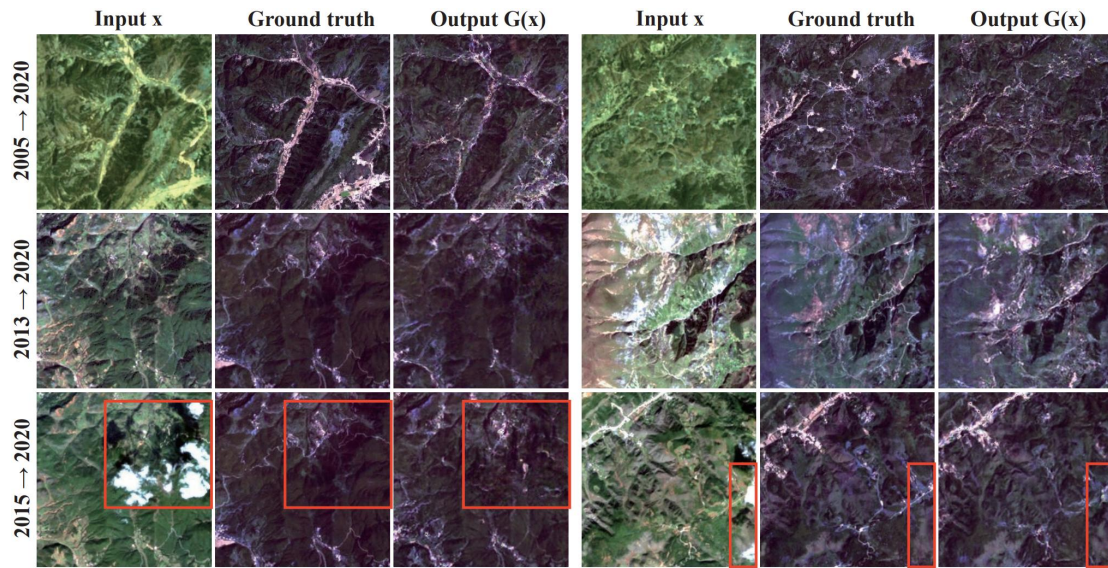 Input x Ground truth Output G(x) Input x Ground truth Output G(x)
2005 → 2020
2013 → 2020
2015 → 2020